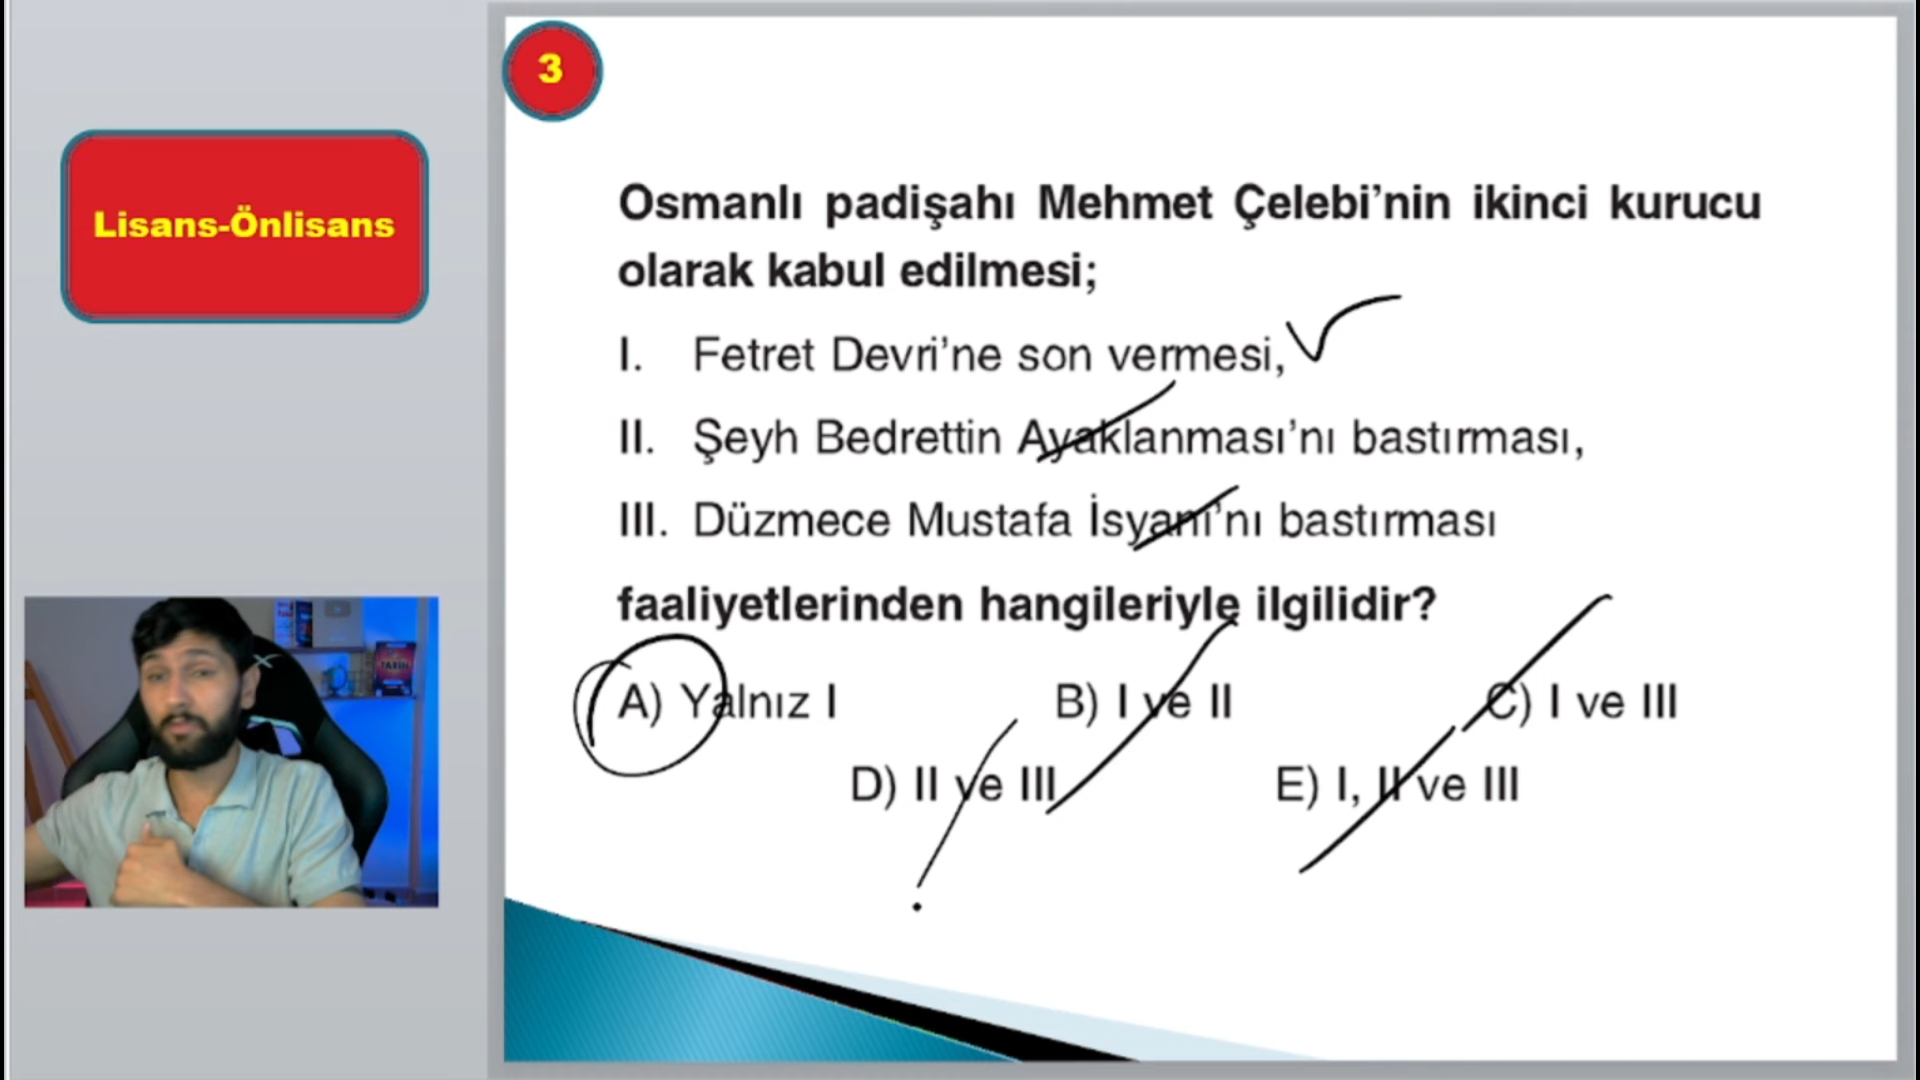 3
Lisans-Önlisans
Osmanlı padişahı Mehmet Çelebi'nin ikinci kurucu
olarak kabul edilmesi;
I. Fetret Devri'ne son vermesi,
II. Şeyh Bedrettin Ayaklanması'nı bastırması,
III. Düzmece Mustafa İsyanı'nı bastırması
faaliyetlerinden hangileriyle ilgilidir?
A) Yalnız I B) I ve II C) I ve III
D) II ve III E) I, II ve III
TARİH